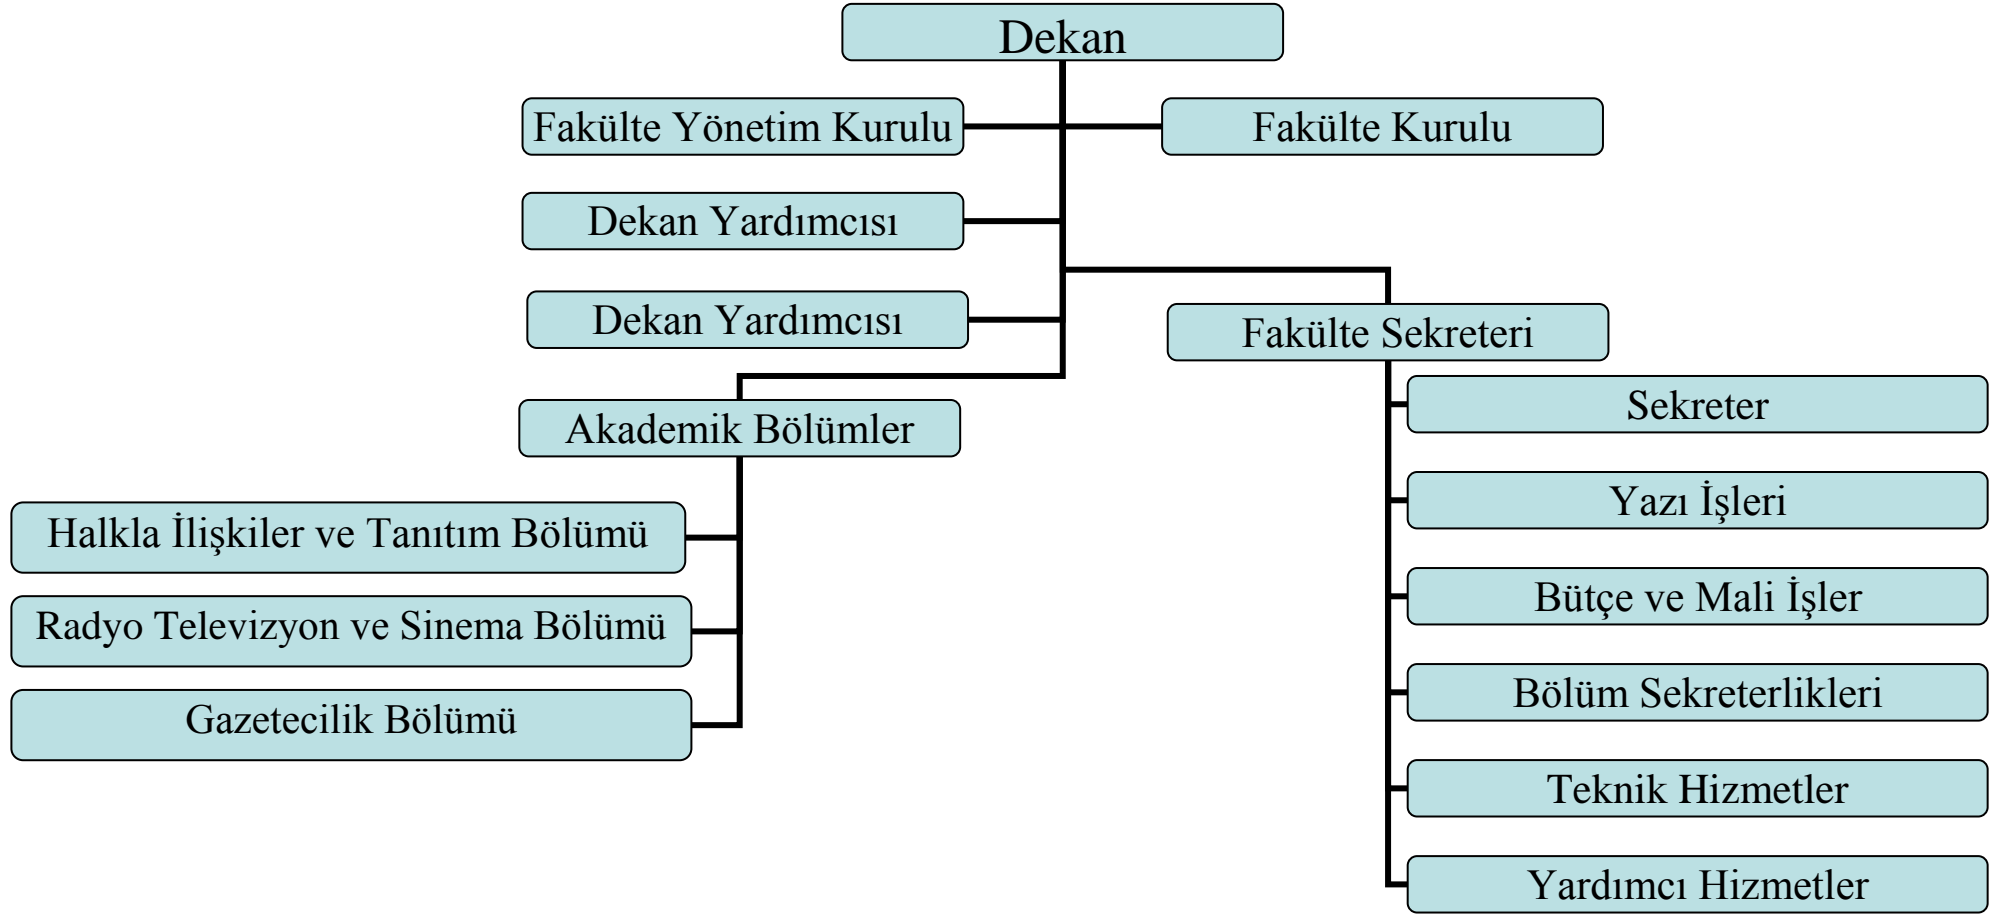 Dekan
Fakülte Yönetim Kurulu
Fakülte Kurulu
Dekan Yardımcısı
Dekan Yardımcısı
Fakülte Sekreteri
Akademik Bölümler
Halkla İlişkiler ve Tanıtım Bölümü
Radyo Televizyon ve Sinema Bölümü
Gazetecilik Bölümü
Sekreter
Yazı İşleri
Bütçe ve Mali İşler
Bölüm Sekreterlikleri
Teknik Hizmetler
Yardımcı Hizmetler